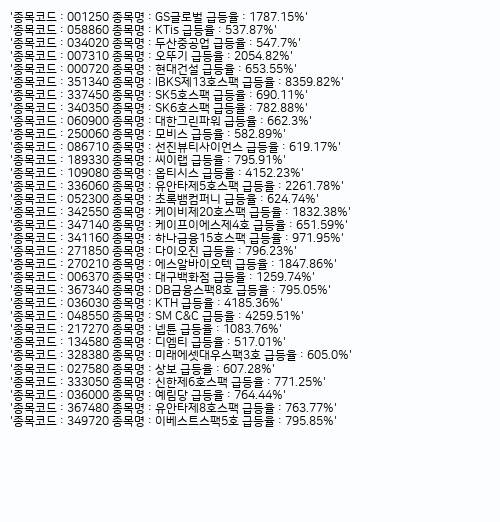 '종목코드 : 001250 종목명 : GS글로벌 급등율 : 1787.15%'
'종목코드 : 058860 종목명 : KTis 급등율 : 537.87%'
'종목코드 : 034020 종목명 : 두산중공업 급등율 : 547.7%'
'종목코드 : 007310 종목명 : 오뚜기 급등율 : 2054.82%'
'종목코드 : 000720 종목명 : 현대건설 급등율 : 653.55%'
'종목코드 : 351340 종목명 : IBKS제13호스팩 급등율 : 8359.82%'
'종목코드 : 337450 종목명 : SK5호스팩 급등율 : 690.11%'
'종목코드 : 340350 종목명 : SK6호스팩 급등율 : 782.88%'
'종목코드 : 060900 종목명 : 대한그린파워 급등율 : 662.3%'
'종목코드 : 250060 종목명 : 모비스 급등율 : 582.89%'
'종목코드 : 086710 종목명 : 선진뷰티사이언스 급등율 : 619.17%'
'종목코드 : 189330 종목명 : 씨이랩 급등율 : 795.91%'
'종목코드 : 109080 종목명 : 옵티시스 급등율 : 4152.23%'
'종목코드 : 336060 종목명 : 유안타제5호스팩 급등율 : 2261.78%'
'종목코드 : 052300 종목명 : 초록뱀컴퍼니 급등율 : 624.74%'
'종목코드 : 342550 종목명 : 케이비제20호스팩 급등율 : 1832.38%'
'종목코드 : 347140 종목명 : 케이프이에스제4호 급등율 : 651.59%'
'종목코드 : 341160 종목명 : 하나금융15호스팩 급등율 : 971.95%'
'종목코드 : 271850 종목명 : 다이오진 급등율 : 796.23%'
'종목코드 : 270210 종목명 : 에스알바이오텍 급등율 : 1847.86%'
'종목코드 : 006370 종목명 : 대구백화점 급등율 : 1259.74%'
'종목코드 : 367340 종목명 : DB금융스팩8호 급등율 : 795.05%'
'종목코드 : 036030 종목명 : KTH 급등율 : 4185.36%'
'종목코드 : 048550 종목명 : SM C&C 급등율 : 4259.51%'
'종목코드 : 217270 종목명 : 넵튠 급등율 : 1083.76%'
'종목코드 : 134580 종목명 : 디엠티 급등율 : 517.01%'
'종목코드 : 328380 종목명 : 미래에셋대우스팩3호 급등율 : 605.0%'
'종목코드 : 027580 종목명 : 상보 급등율 : 607.28%'
'종목코드 : 333050 종목명 : 신한제6호스팩 급등율 : 771.25%'
'종목코드 : 036000 종목명 : 예림당 급등율 : 764.44%'
'종목코드 : 367480 종목명 : 유안타제8호스팩 급등율 : 763.77%'
'종목코드 : 349720 종목명 : 이베스트스팩5호 급등율 : 795.85%'